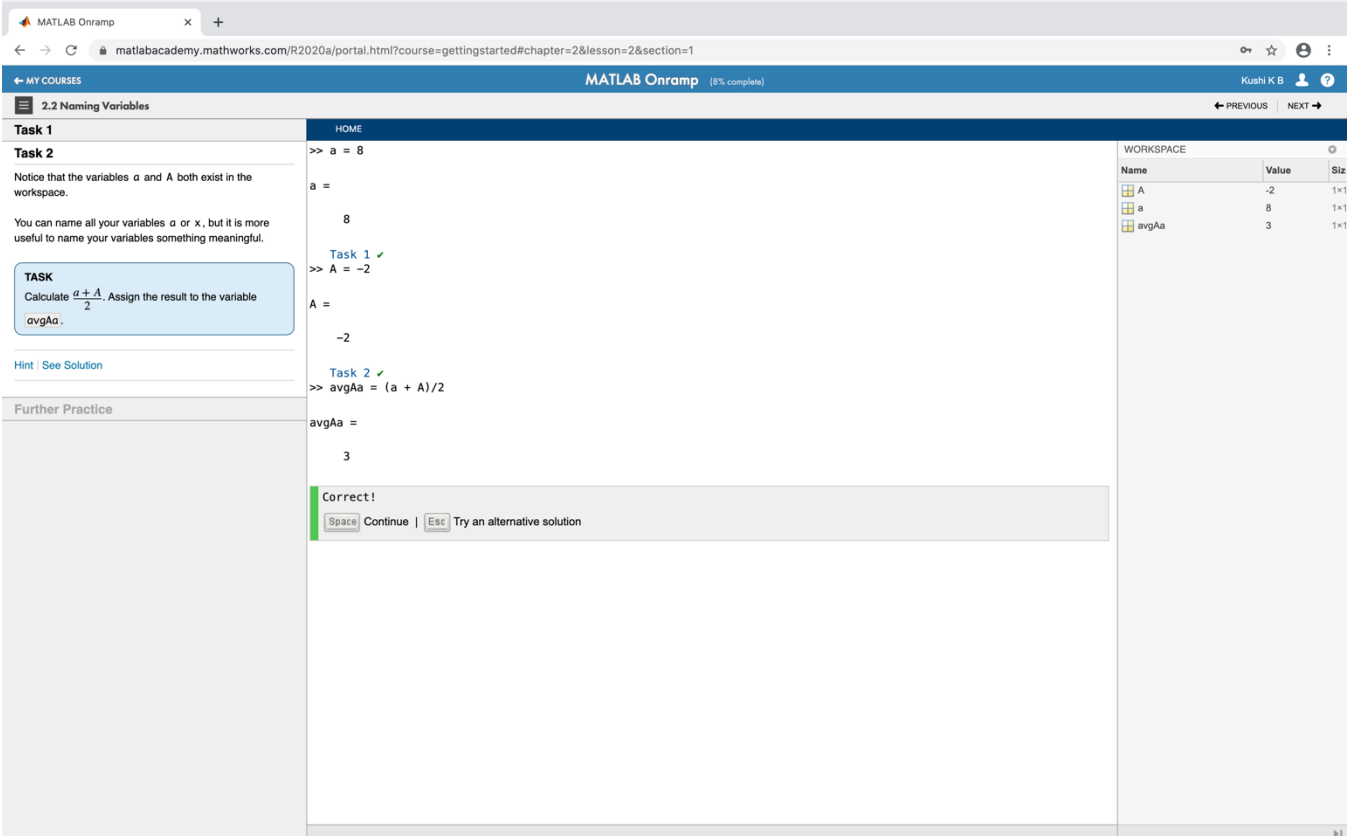 MATLAB Onramp
matlabacademy.mathworks.com/R2020a/portal.html?course=gettingstarted#chapter=2&lesson=2&section=1
MY COURSES
MATLAB Onramp (8% complete)
Kushi K B
2.2 Naming Variables
PREVIOUS
NEXT
Task 1
Task 2
Notice that the variables a and A both exist in the
workspace.
You can name all your variables a or x, but it is more
useful to name your variables something meaningful.
TASK
Calculate (a + A)/2. Assign the result to the variable
avgAa.
Hint | See Solution
Further Practice
HOME
>> a = 8
a =
8
Task 1 ✔
>> A = -2
A =
-2
Task 2 ✔
>> avgAa = (a + A)/2
avgAa =
3
Correct!
Space Continue | Esc Try an alternative solution
WORKSPACE
Name Value Siz
A -2 1×1
a 8 1×1
avgAa 3 1×1